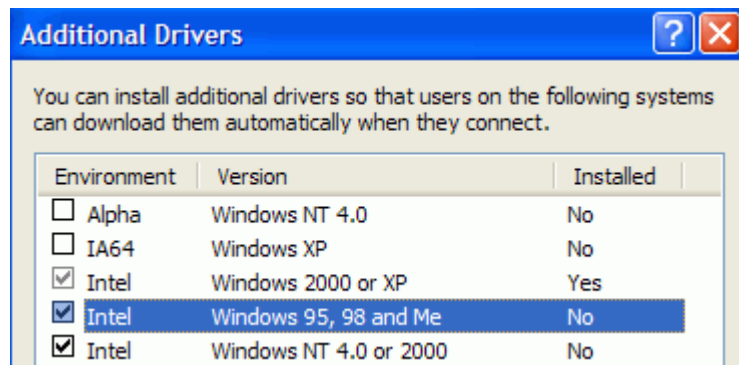 Additional Drivers
You can install additional drivers so that users on the following systems
can download them automatically when they connect.
Environment Version Installed
Alpha Windows NT 4.0 No
IA64 Windows XP No
Intel Windows 2000 or XP Yes
Intel Windows 95, 98 and Me No
Intel Windows NT 4.0 or 2000 No